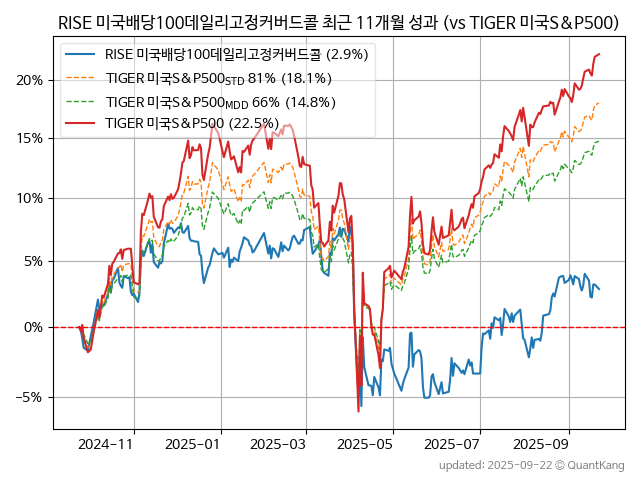 RISE 미국배당100데일리고정커버드콜 최근 11개월 성과 (vs TIGER 미국S&P500)
RISE 미국배당100데일리고정커버드콜 (2.9%)
TIGER 미국S&P500STD 81% (18.1%)
TIGER 미국S&P500MDD 66% (14.8%)
TIGER 미국S&P500 (22.5%)
20%
15%
10%
5%
0%
−5%
2024-11 2025-01 2025-03 2025-05 2025-07 2025-09
updated: 2025-09-22 ⓒ QuantKang